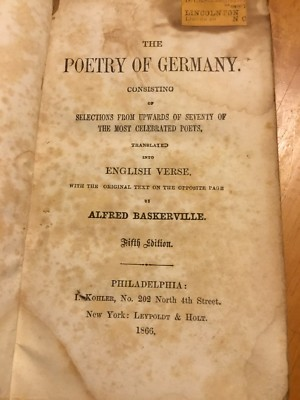 THE
POETRY OF GERMANY.
CONSISTING
OF
SELECTIONS FROM UPWARDS OF SEVENTY OF
THE MOST CELEBRATED POETS,
TRANSLATED
INTO
ENGLISH VERSE,
WITH THE ORIGINAL TEXT ON THE OPPOSITE PAGE
BY
ALFRED BASKERVILLE.
Fifth Edition.
PHILADELPHIA:
I. KOHLER, No. 202 North 4th Street.
New York: LEYPOLDT & HOLT.
1866.